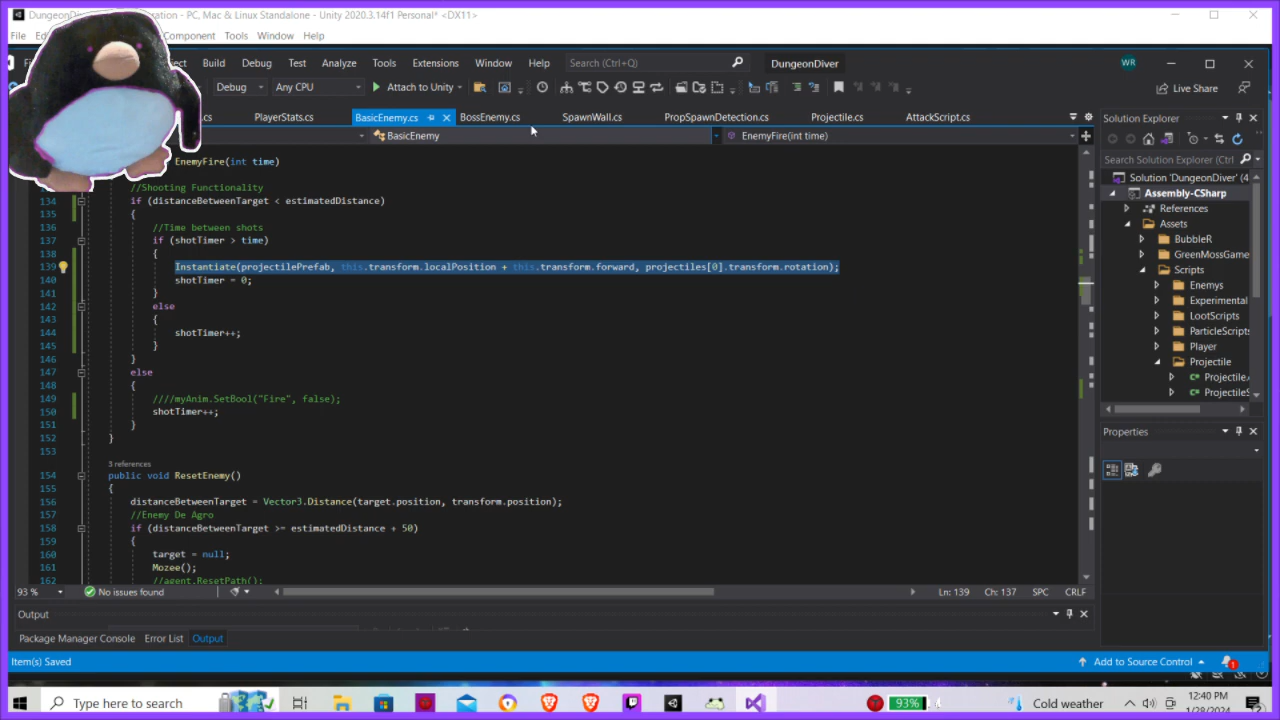 DungeonDiver - PC, Mac & Linux Standalone - Unity 2020.3.14f1 Personal* <DX11>
File Component Tools Window Help
Build Debug Test Analyze Tools Extensions Window Help Search (Ctrl+Q) DungeonDiver WR
Debug Any CPU Attach to Unity Live Share
.cs PlayerStats.cs BasicEnemy.cs BossEnemy.cs SpawnWall.cs PropSpawnDetection.cs Projectile.cs AttackScript.cs Solution Explorer
BasicEnemy EnemyFire(int time)
Search Solution Explorer (Ctrl
EnemyFire(int time)
//Shooting Functionality
134 if (distanceBetweenTarget < estimatedDistance)
135 {
136 //Time between shots
137 if (shotTimer > time)
138 {
139 Instantiate(projectilePrefab, this.transform.localPosition + this.transform.forward, projectiles[0].transform.rotation);
140 shotTimer = 0;
141 }
142 else
143 {
144 shotTimer++;
145 }
146 }
147 else
148 {
149 ////myAnim.SetBool("Fire", false);
150 shotTimer++;
151 }
152 }
153
3 references
154 public void ResetEnemy()
155 {
156 distanceBetweenTarget = Vector3.Distance(target.position, transform.position);
157 //Enemy De Agro
158 if (distanceBetweenTarget >= estimatedDistance + 50)
159 {
160 target = null;
161 Mozee();
162 //agent.ResetPath();
Solution 'DungeonDiver' (4
Assembly-CSharp
References
Assets
BubbleR
GreenMossGame
Scripts
Enemys
Experimental
LootScripts
ParticleScripts
Player
Projectile
Projectile.
ProjectileS
Properties
93 % No issues found Ln: 139 Ch: 137 SPC CRLF
Output
Package Manager Console Error List Output
Item(s) Saved Add to Source Control 1
Type here to search 93% Cold weather 12:40 PM
1/28/2024 2